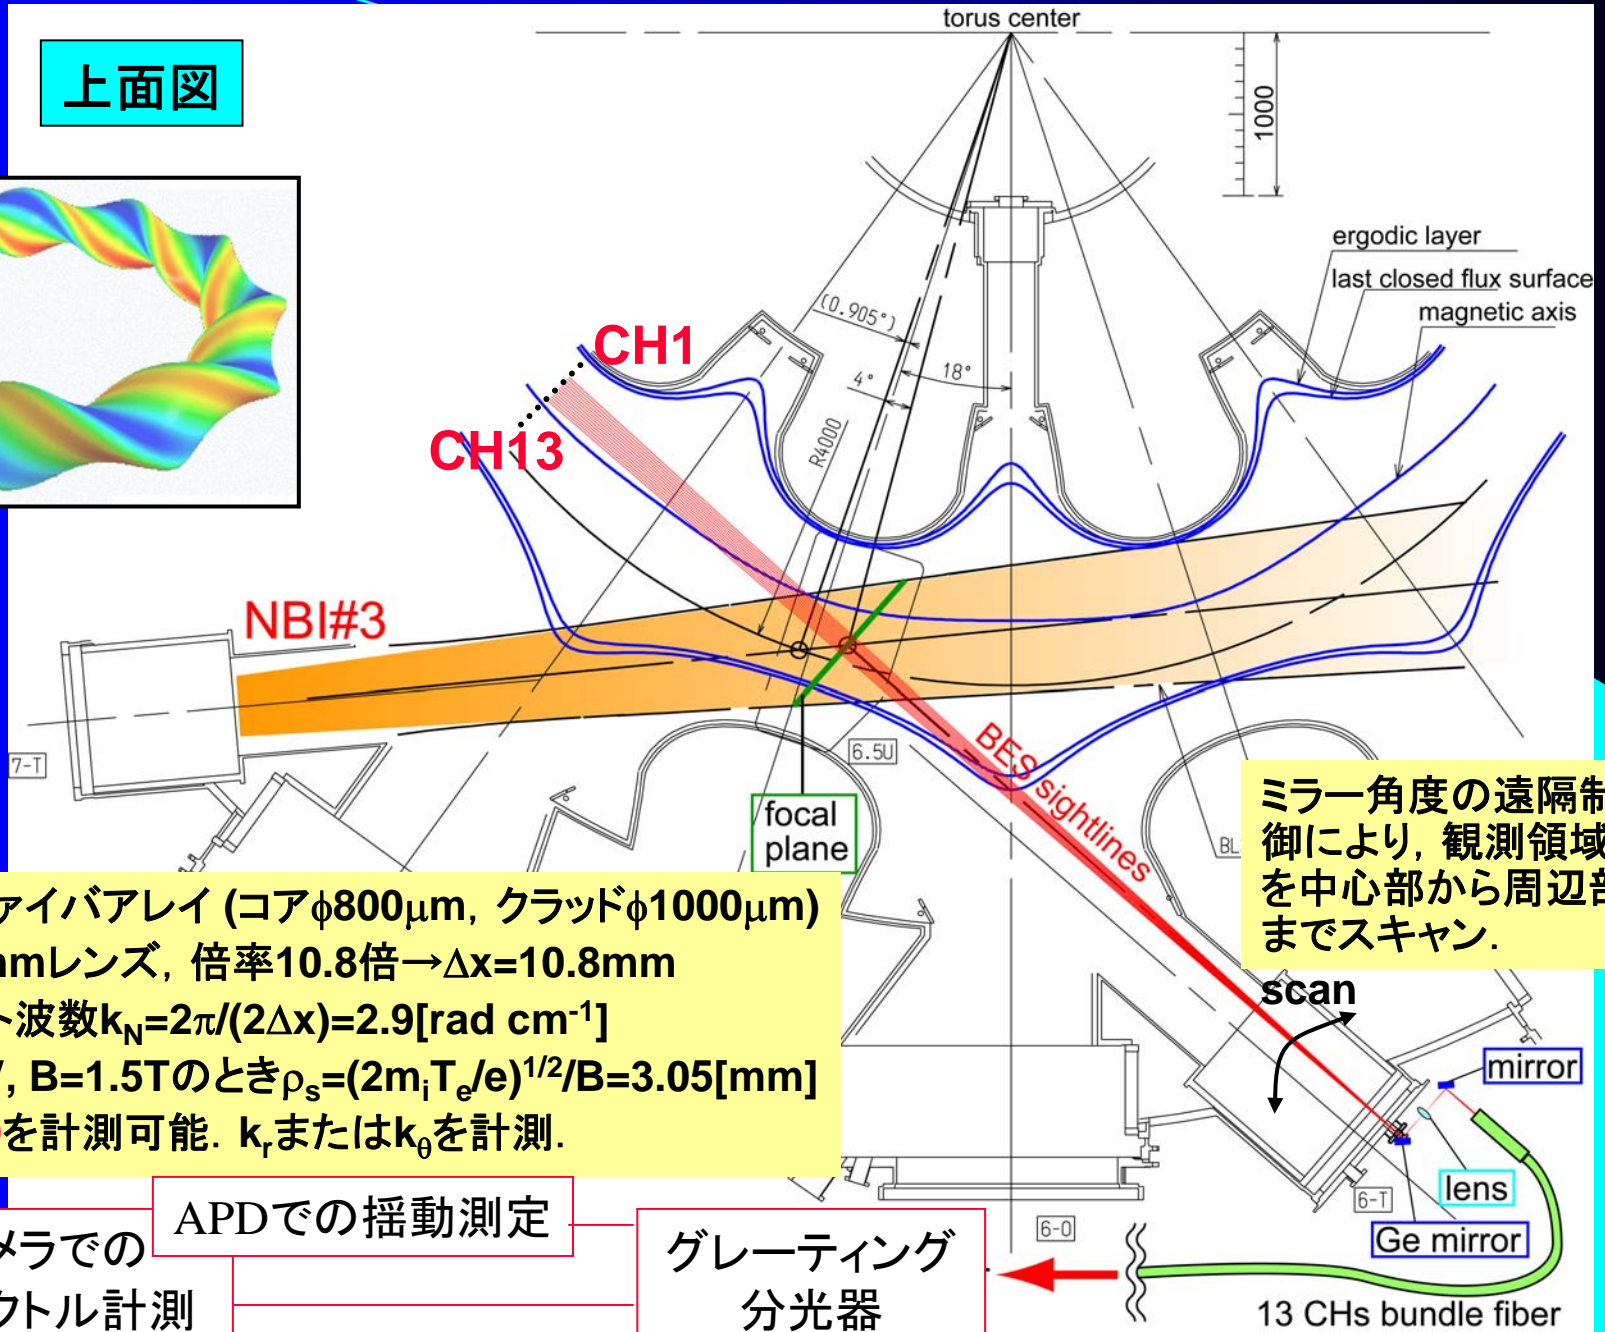 torus center
上面図
1000
ergodic layer
last closed flux surface
magnetic axis
(0.905°)
CH1
18°
4°
R4000
CH13
NBI#3
7-T
6.5U
BES sightlines
focal
plane
BL
ミラー角度の遠隔制
御により, 観測領域
を中心部から周辺部
までスキャン.
scan
ァイバアレイ (コアφ800μm, クラッドφ1000μm)
mmレンズ, 倍率10.8倍→Δx=10.8mm
ト波数kN=2π/(2Δx)=2.9[rad cm-1]
, B=1.5Tのときρs=(2miTe/e)1/2/B=3.05[mm]
を計測可能. krまたはkθを計測.
mirror
lens
6-T
Ge mirror
6-O
APDでの揺動測定
メラでの
クトル計測
グレーティング
分光器
13 CHs bundle fiber